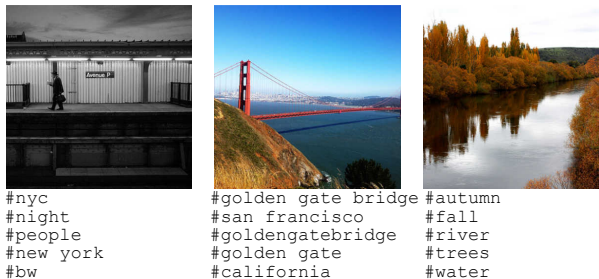 Avenue P
#nyc
#night
#people
#new york
#bw
#golden gate bridge
#san francisco
#goldengatebridge
#golden gate
#california
#autumn
#fall
#river
#trees
#water